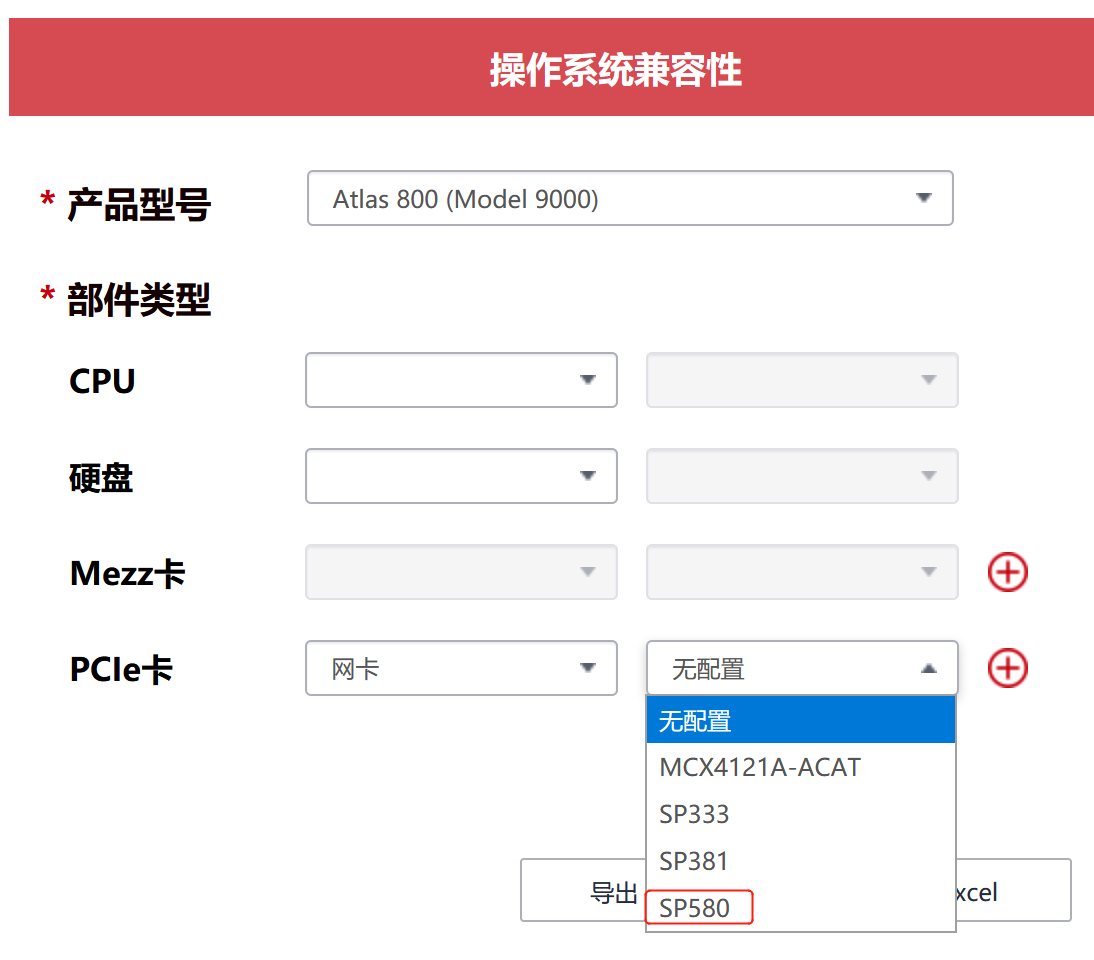 操作系统兼容性
* 产品型号
Atlas 800 (Model 9000)
* 部件类型
CPU
硬盘
Mezz卡
PCIe卡
网卡
无配置
无配置
MCX4121A-ACAT
SP333
SP381
SP580
导出
xcel